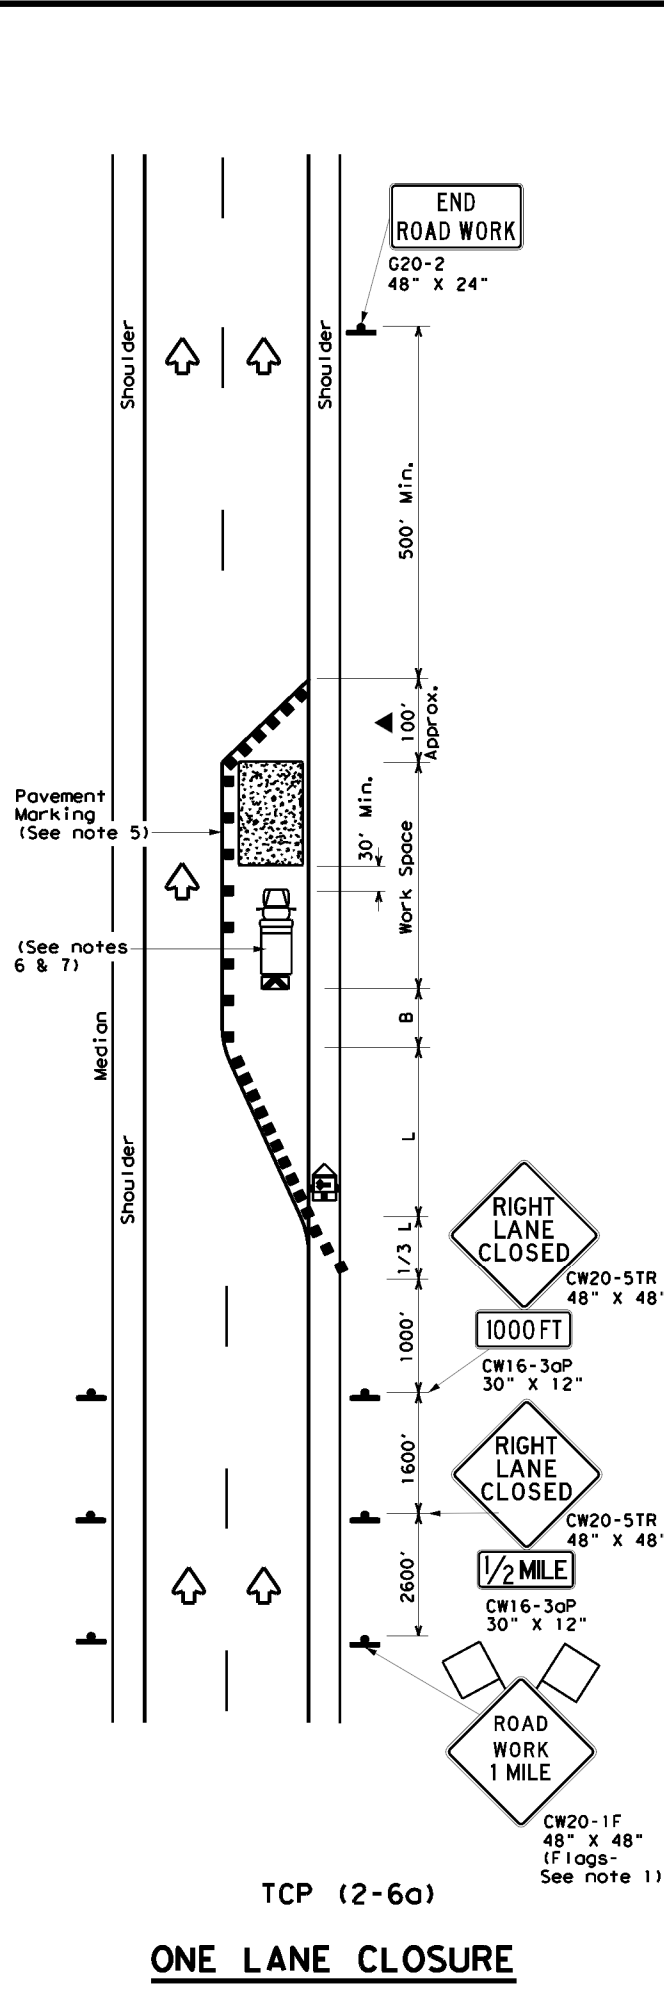 END
ROAD WORK
G20-2
48" X 24"
Shoulder
Shoulder
500' Min.
100'
Approx.
30' Min.
Work Space
Pavement
Marking
(See note 5)
(See notes
6 & 7)
B
Median
L
Shoulder
1/3 L
RIGHT
LANE
CLOSED
CW20-5TR
48" X 48"
1000 FT
CW16-3aP
30" X 12"
1000'
RIGHT
LANE
CLOSED
1600'
CW20-5TR
48" X 48"
1/2 MILE
CW16-3aP
30" X 12"
2600'
ROAD
WORK
1 MILE
CW20-1F
48" X 48"
(Flags-
See note 1)
TCP (2-6a)
ONE LANE CLOSURE